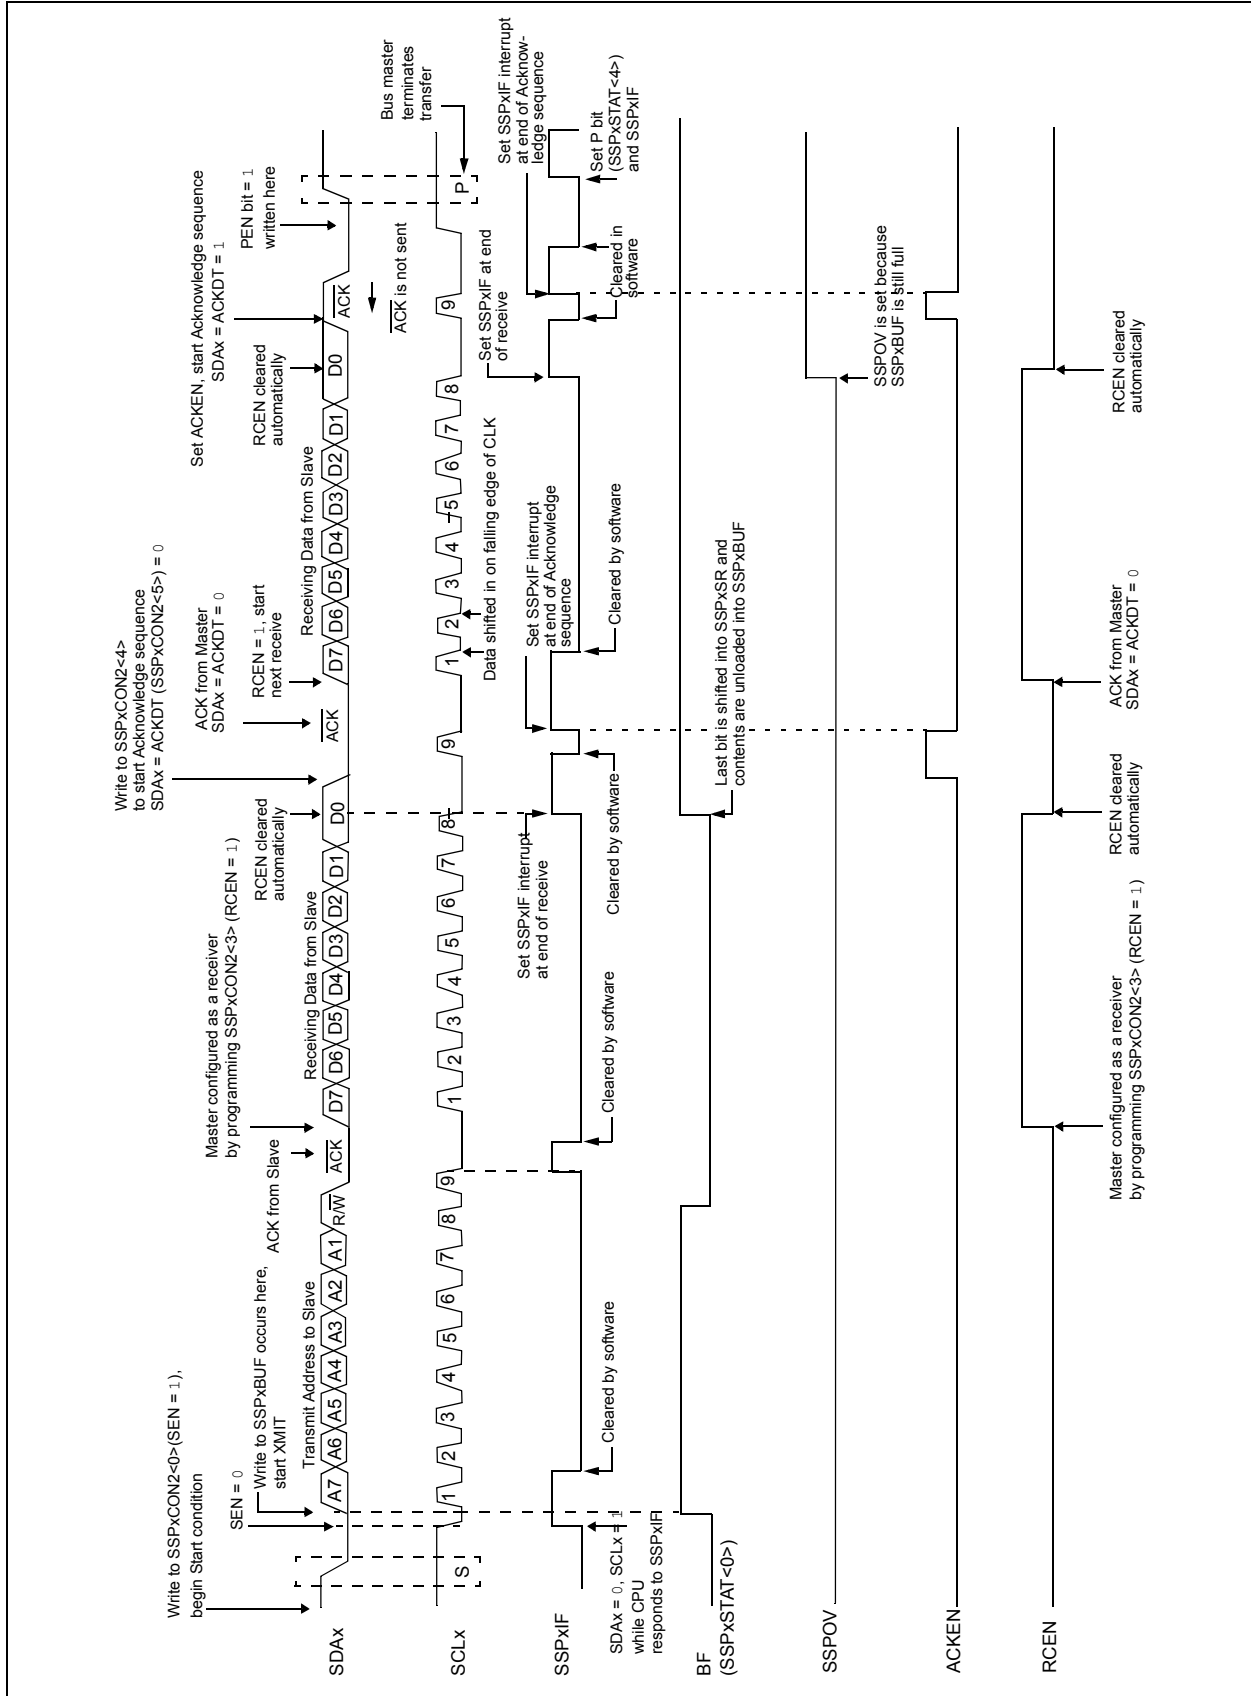 Write to SSPxCON2<0>(SEN = 1),
begin Start condition
SEN = 0
Write to SSPxBUF occurs here,
start XMIT
ACK from Slave
Master configured as a receiver
by programming SSPxCON2<3> (RCEN = 1)
RCEN cleared
automatically
Write to SSPxCON2<4>
to start Acknowledge sequence
SDAx = ACKDT (SSPxCON2<5>) = 0
ACK from Master
SDAx = ACKDT = 0
RCEN = 1, start
next receive
RCEN cleared
automatically
Set ACKEN, start Acknowledge sequence
SDAx = ACKDT = 1
PEN bit = 1
written here
Transmit Address to Slave
Receiving Data from Slave
Receiving Data from Slave
SDAx
A7 A6 A5 A4 A3 A2 A1 R/W ACK D7 D6 D5 D4 D3 D2 D1 D0 ACK D7 D6 D5 D4 D3 D2 D1 D0 ACK
ACK is not sent
Bus master
terminates
transfer
SCLx
S 1 2 3 4 5 6 7 8 9 1 2 3 4 5 6 7 8 9 1 2 3 4 5 6 7 8 9 P
Data shifted in on falling edge of CLK
Set SSPxIF interrupt
at end of receive
Set SSPxIF interrupt
at end of Acknowledge
sequence
Set SSPxIF at end
of receive
Set SSPxIF interrupt
at end of Acknow-
ledge sequence
SSPxIF
SDAx = 0, SCLx = 1
while CPU
responds to SSPxIF
Cleared by software
Cleared by software
Cleared by software
Cleared by software
Cleared in
software
Set P bit
(SSPxSTAT<4>)
and SSPxIF
BF
(SSPxSTAT<0>)
Last bit is shifted into SSPxSR and
contents are unloaded into SSPxBUF
SSPOV
SSPOV is set because
SSPxBUF is still full
ACKEN
RCEN
Master configured as a receiver
by programming SSPxCON2<3> (RCEN = 1)
RCEN cleared
automatically
ACK from Master
SDAx = ACKDT = 0
RCEN cleared
automatically